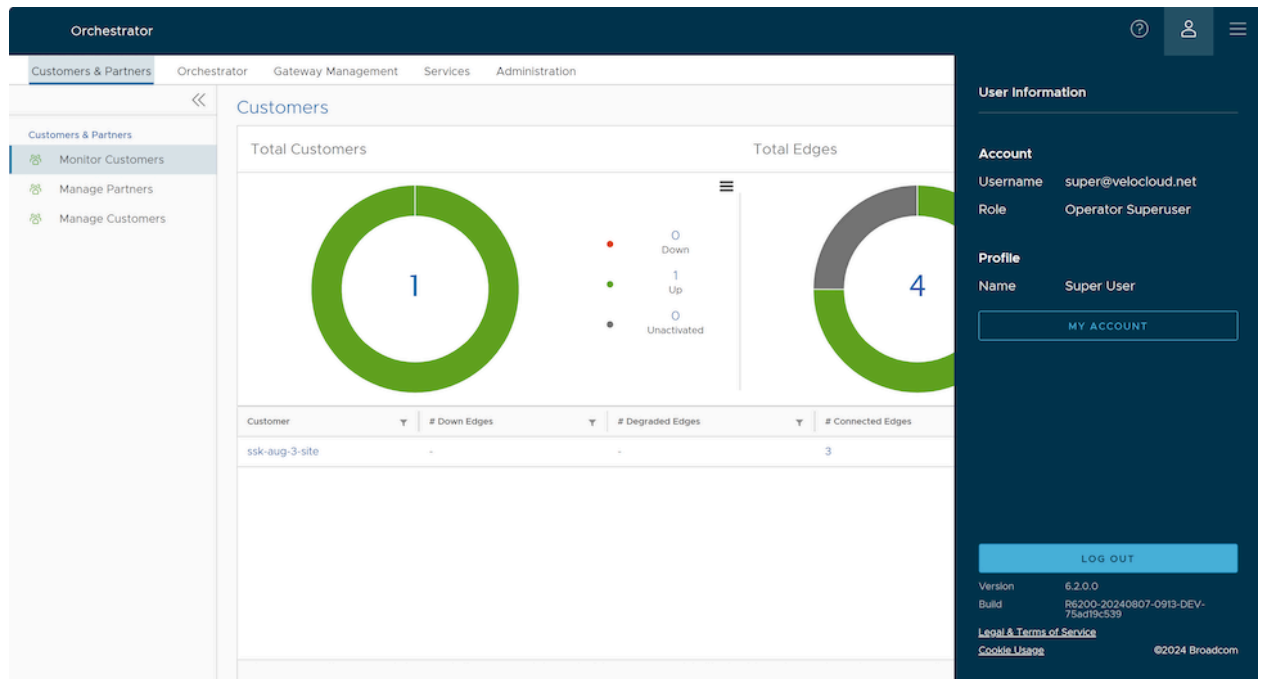 Orchestrator
Customers & Partners Orchestrator Gateway Management Services Administration
Customers & Partners
Monitor Customers
Manage Partners
Manage Customers
Customers
Total Customers Total Edges
1
0
Down
1
Up
0
Unactivated
4
Customer # Down Edges # Degraded Edges # Connected Edges
ssk-aug-3-site - - 3
User Information
Account
Username super@velocloud.net
Role Operator Superuser
Profile
Name Super User
MY ACCOUNT
LOG OUT
Version 6.2.0.0
Build R6200-20240807-0913-DEV-
75ad19c539
Legal & Terms of Service
Cookie Usage ©2024 Broadcom